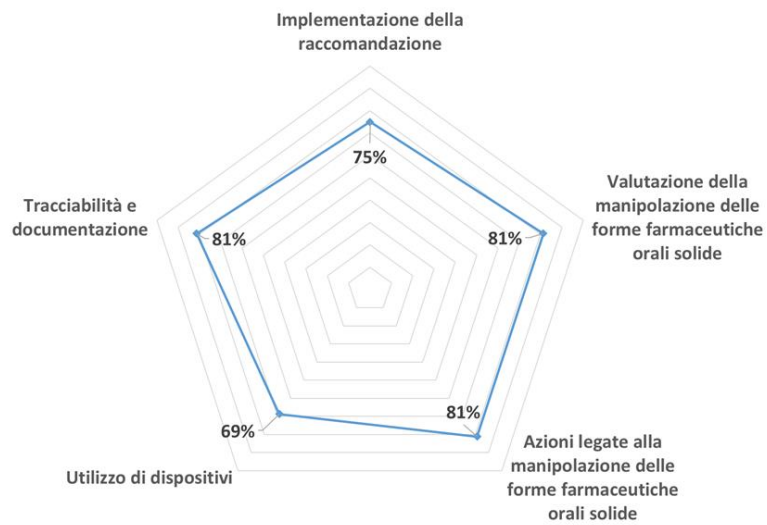 Implementazione della
raccomandazione
75%
Valutazione della
manipolazione delle
forme farmaceutiche
orali solide
81%
Tracciabilità e
documentazione
81%
81%
Azioni legate alla
manipolazione delle
forme farmaceutiche
orali solide
69%
Utilizzo di dispositivi